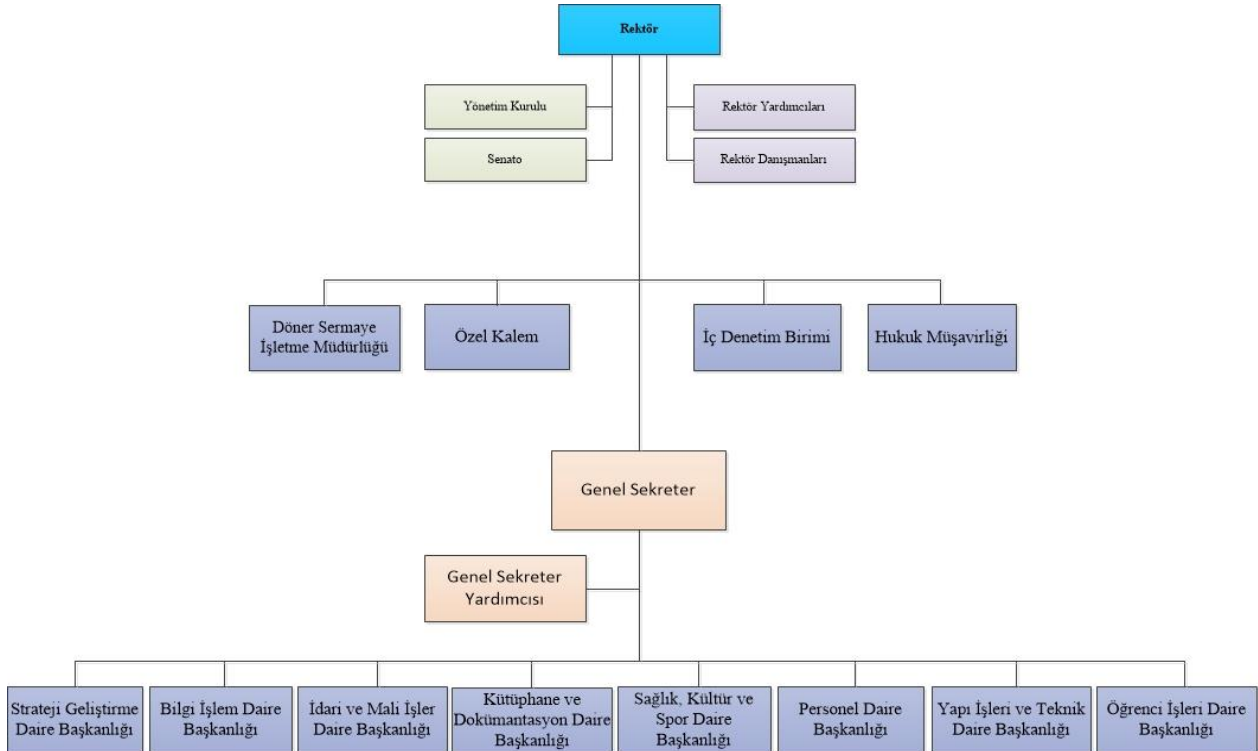 Rektör
Yönetim Kurulu
Rektör Yardımcıları
Senato
Rektör Danışmanları
Döner Sermaye
İşletme Müdürlüğü
Özel Kalem
İç Denetim Birimi
Hukuk Müşavirliği
Genel Sekreter
Genel Sekreter
Yardımcısı
Strateji Geliştirme
Daire Başkanlığı
Bilgi İşlem Daire
Başkanlığı
İdari ve Mali İşler
Daire Başkanlığı
Kütüphane ve
Dokümantasyon Daire
Başkanlığı
Sağlık, Kültür ve
Spor Daire
Başkanlığı
Personel Daire
Başkanlığı
Yapı İşleri ve Teknik
Daire Başkanlığı
Öğrenci İşleri Daire
Başkanlığı